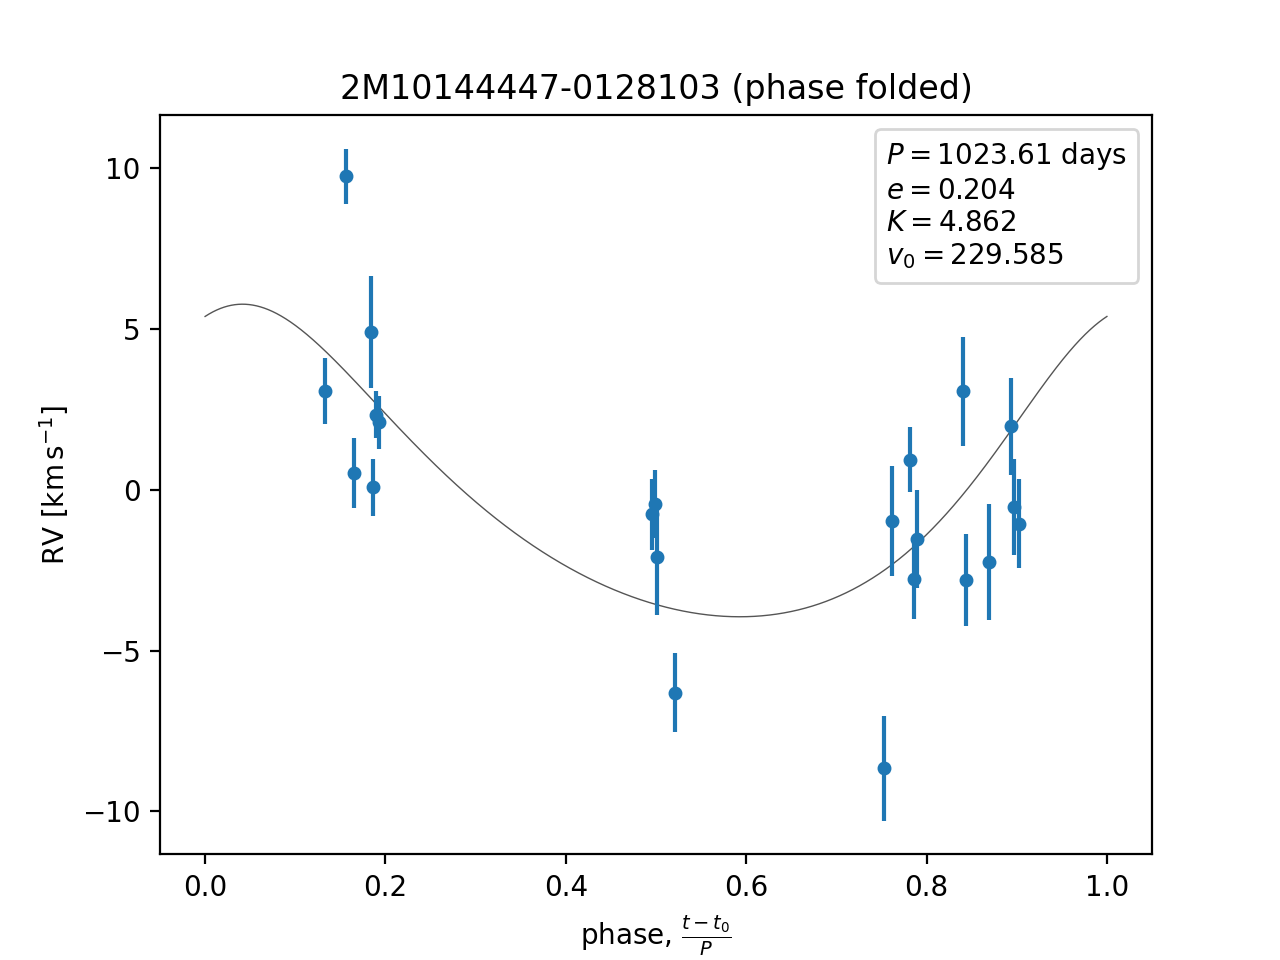 2M10144447-0128103 (phase folded)
P = 1023.61 days
e = 0.204
K = 4.862
v₀ = 229.585
RV [km s⁻¹]
10
5
0
−5
−10
0.0 0.2 0.4 0.6 0.8 1.0
phase, (t − t₀)/P